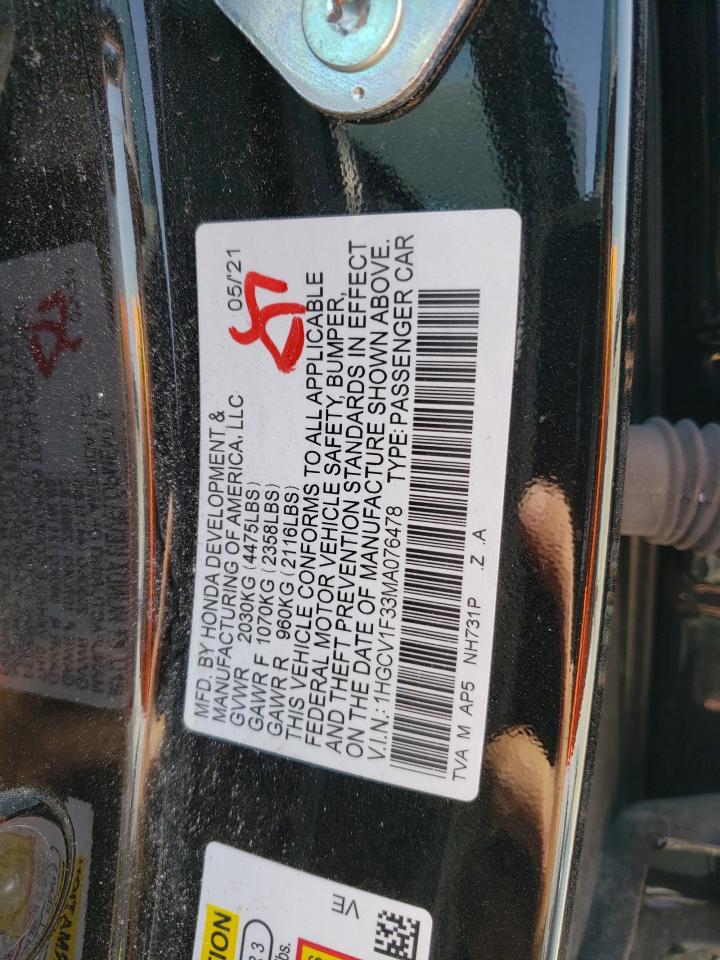 MFD. BY HONDA DEVELOPMENT &
MANUFACTURING OF AMERICA, LLC 05/'21
GVWR 2030KG (4475LBS)
GAWR F 1070KG (2358LBS)
GAWR R 960KG (2116LBS)
THIS VEHICLE CONFORMS TO ALL APPLICABLE
FEDERAL MOTOR VEHICLE SAFETY, BUMPER,
AND THEFT PREVENTION STANDARDS IN EFFECT
ON THE DATE OF MANUFACTURE SHOWN ABOVE.
V.I.N.: 1HGCV1F33MA076478 TYPE: PASSENGER CAR
TVA M AP5 NH731P .Z .A